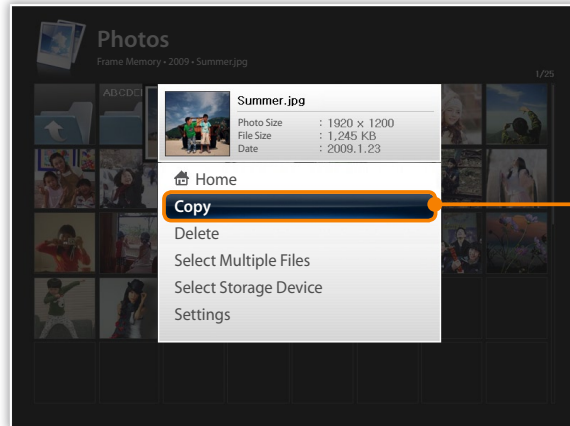 Photos
Frame Memory • 2009 • Summer.jpg
1/25
ABCDE
Summer.jpg
Photo Size : 1920 x 1200
File Size : 1,245 KB
Date : 2009.1.23
Home
Copy
Delete
Select Multiple Files
Select Storage Device
Settings